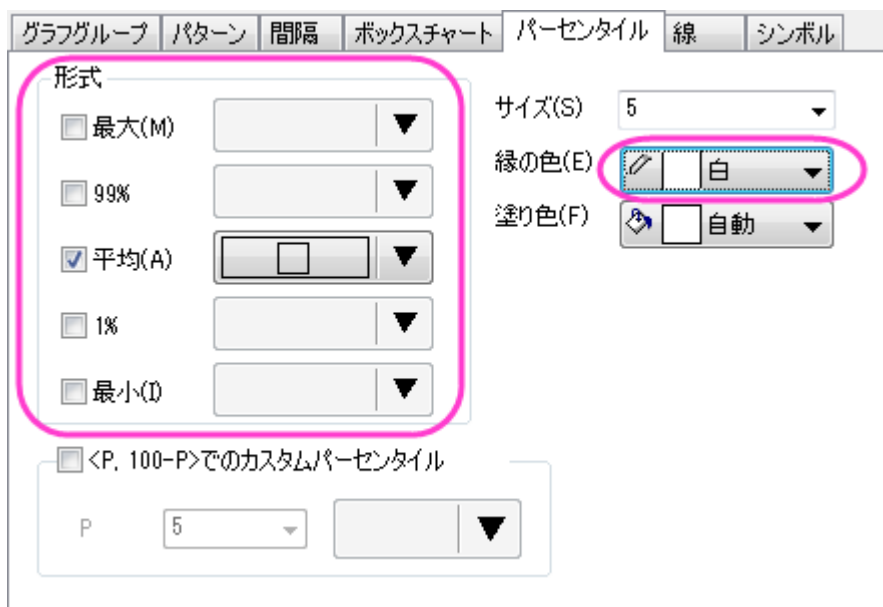 グラフグループ パターン 間隔 ボックスチャート パーセンタイル 線 シンボル
形式
最大(M)
99%
平均(A)
1%
最小(I)
サイズ(S) 5
縁の色(E) 白
塗り色(F) 自動
<P, 100-P>でのカスタムパーセンタイル
P 5